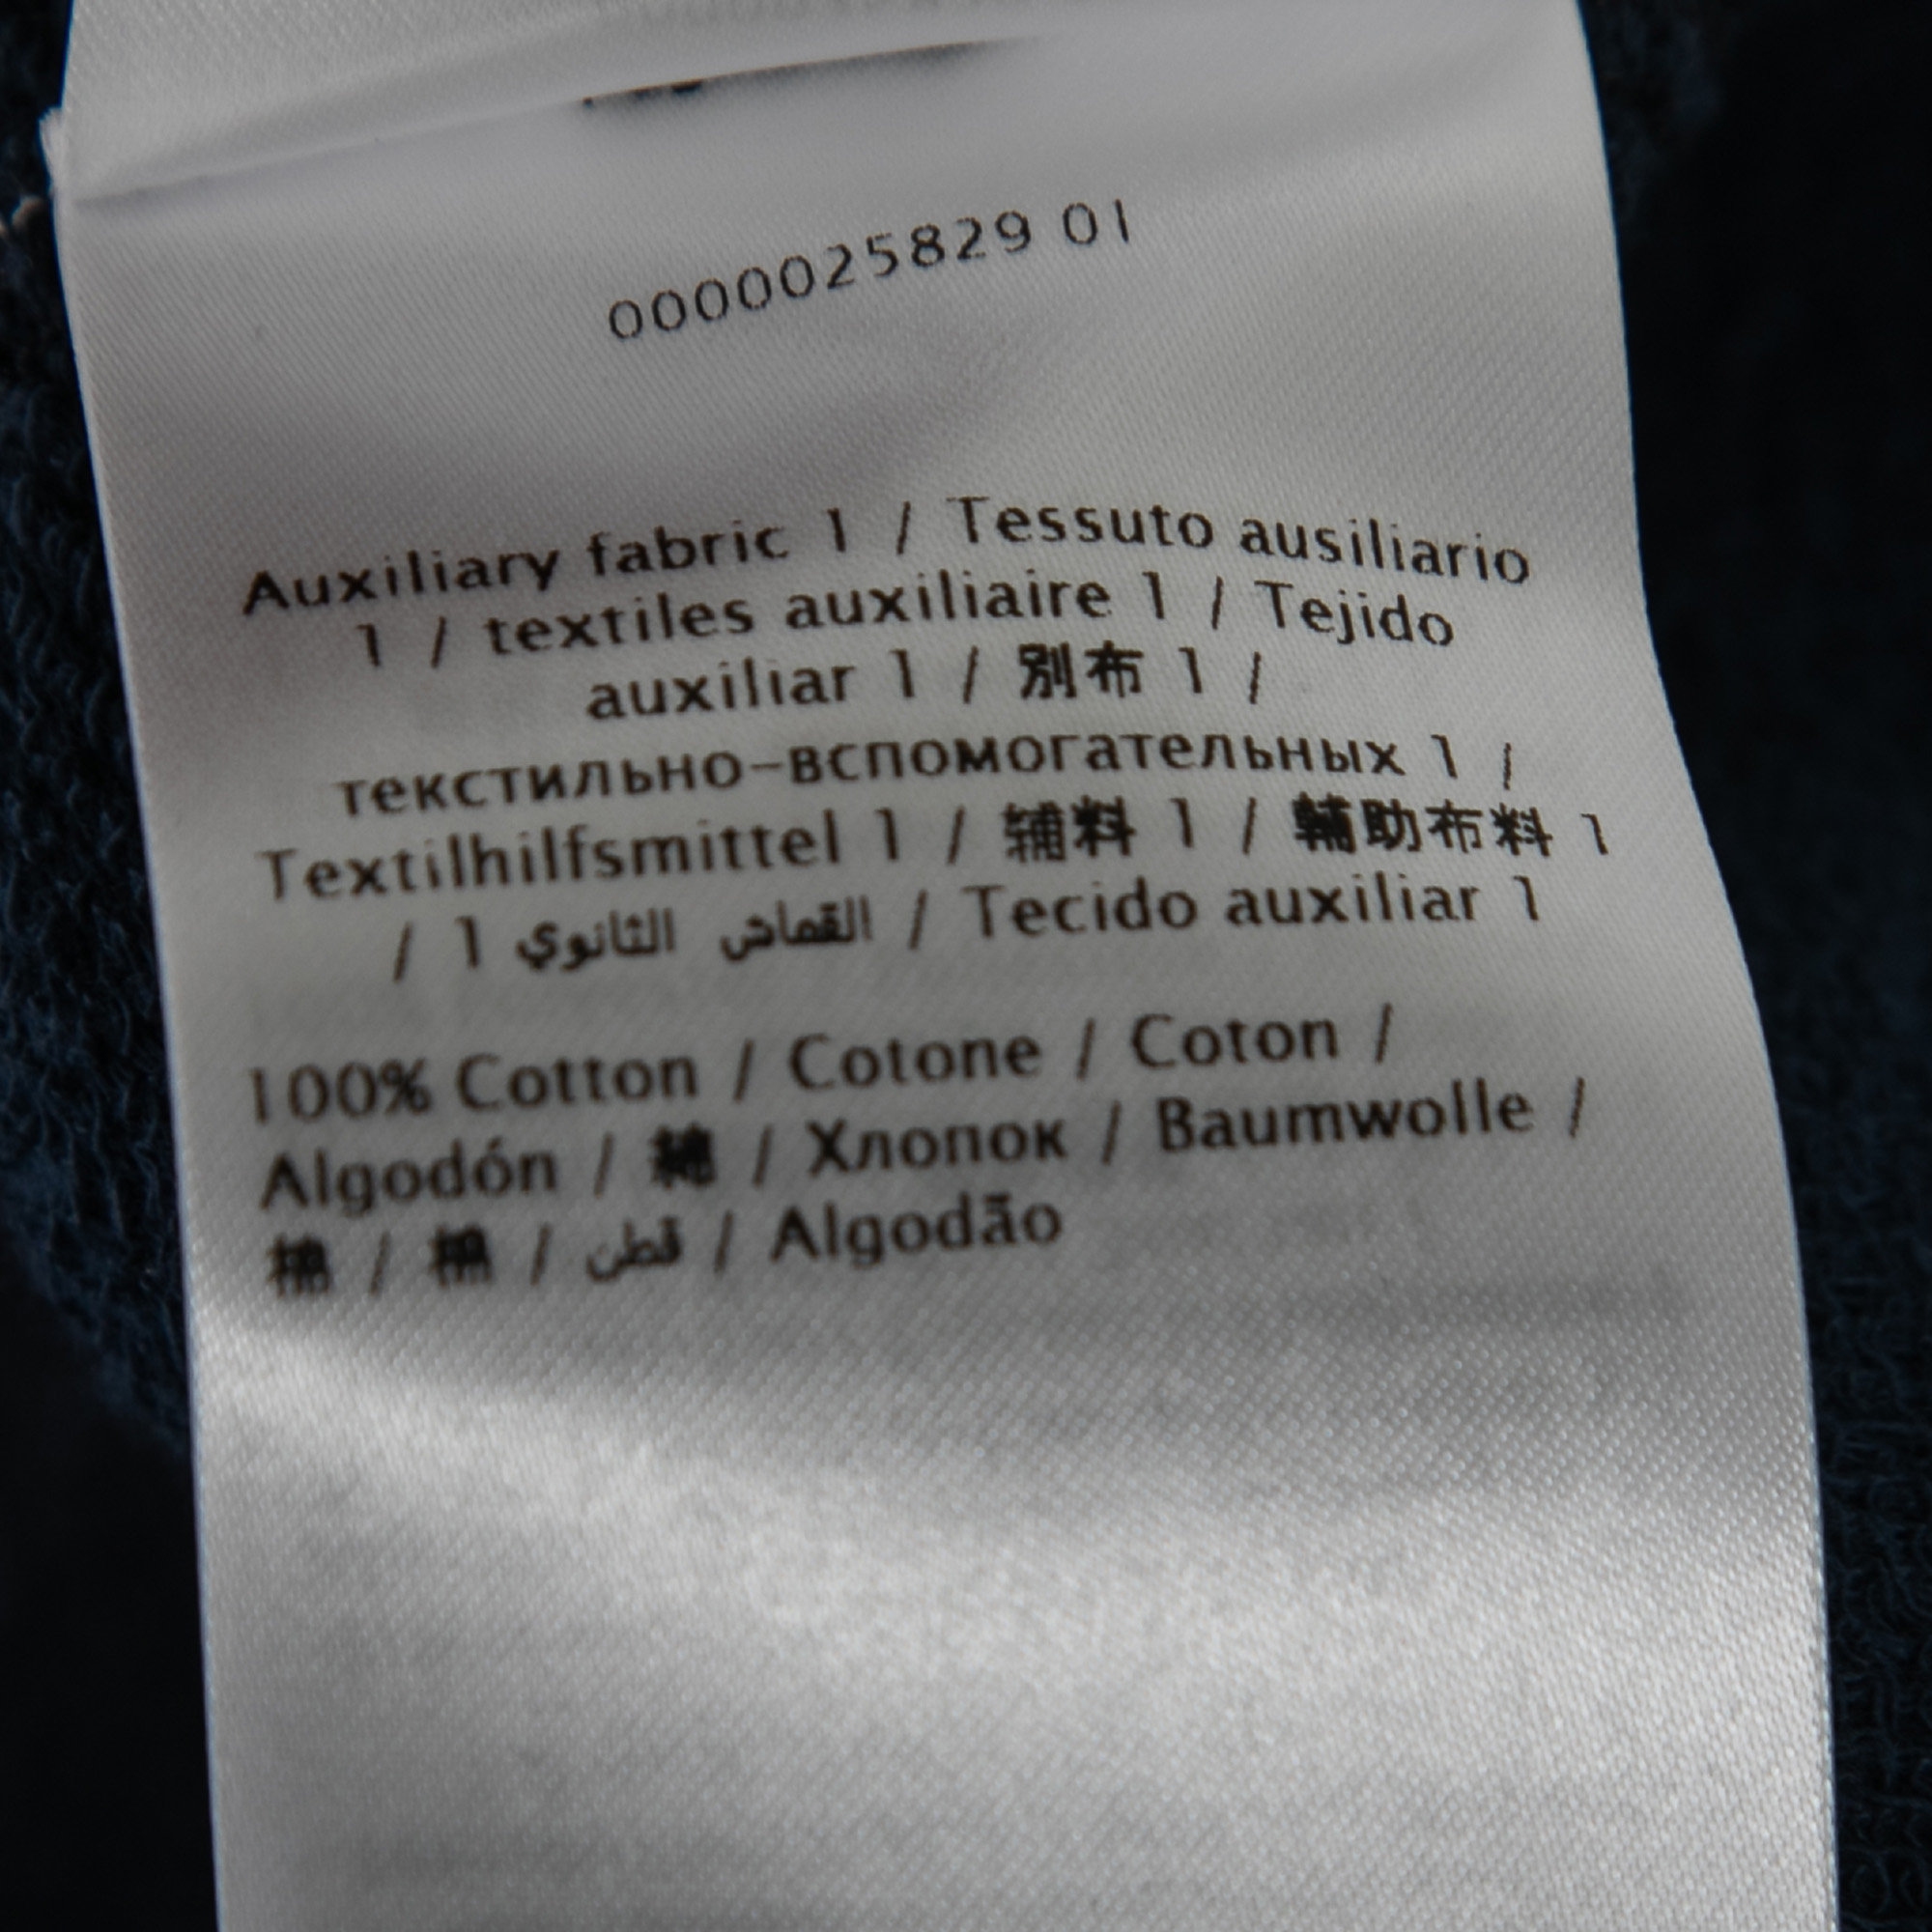 0000025829 01
Auxiliary fabric 1 / Tessuto ausiliario
1 / textiles auxiliaire 1 / Tejido
auxiliar 1 / 別布 1 /
текстильно-вспомогательных 1 /
Textilhilfsmittel 1 / 辅料 1 / 輔助布料 1
/ 1 القماش الثانوي / Tecido auxiliar 1
100% Cotton / Cotone / Coton /
Algodón / 綿 / Хлопок / Baumwolle /
棉 / 棉 / قطن / Algodão